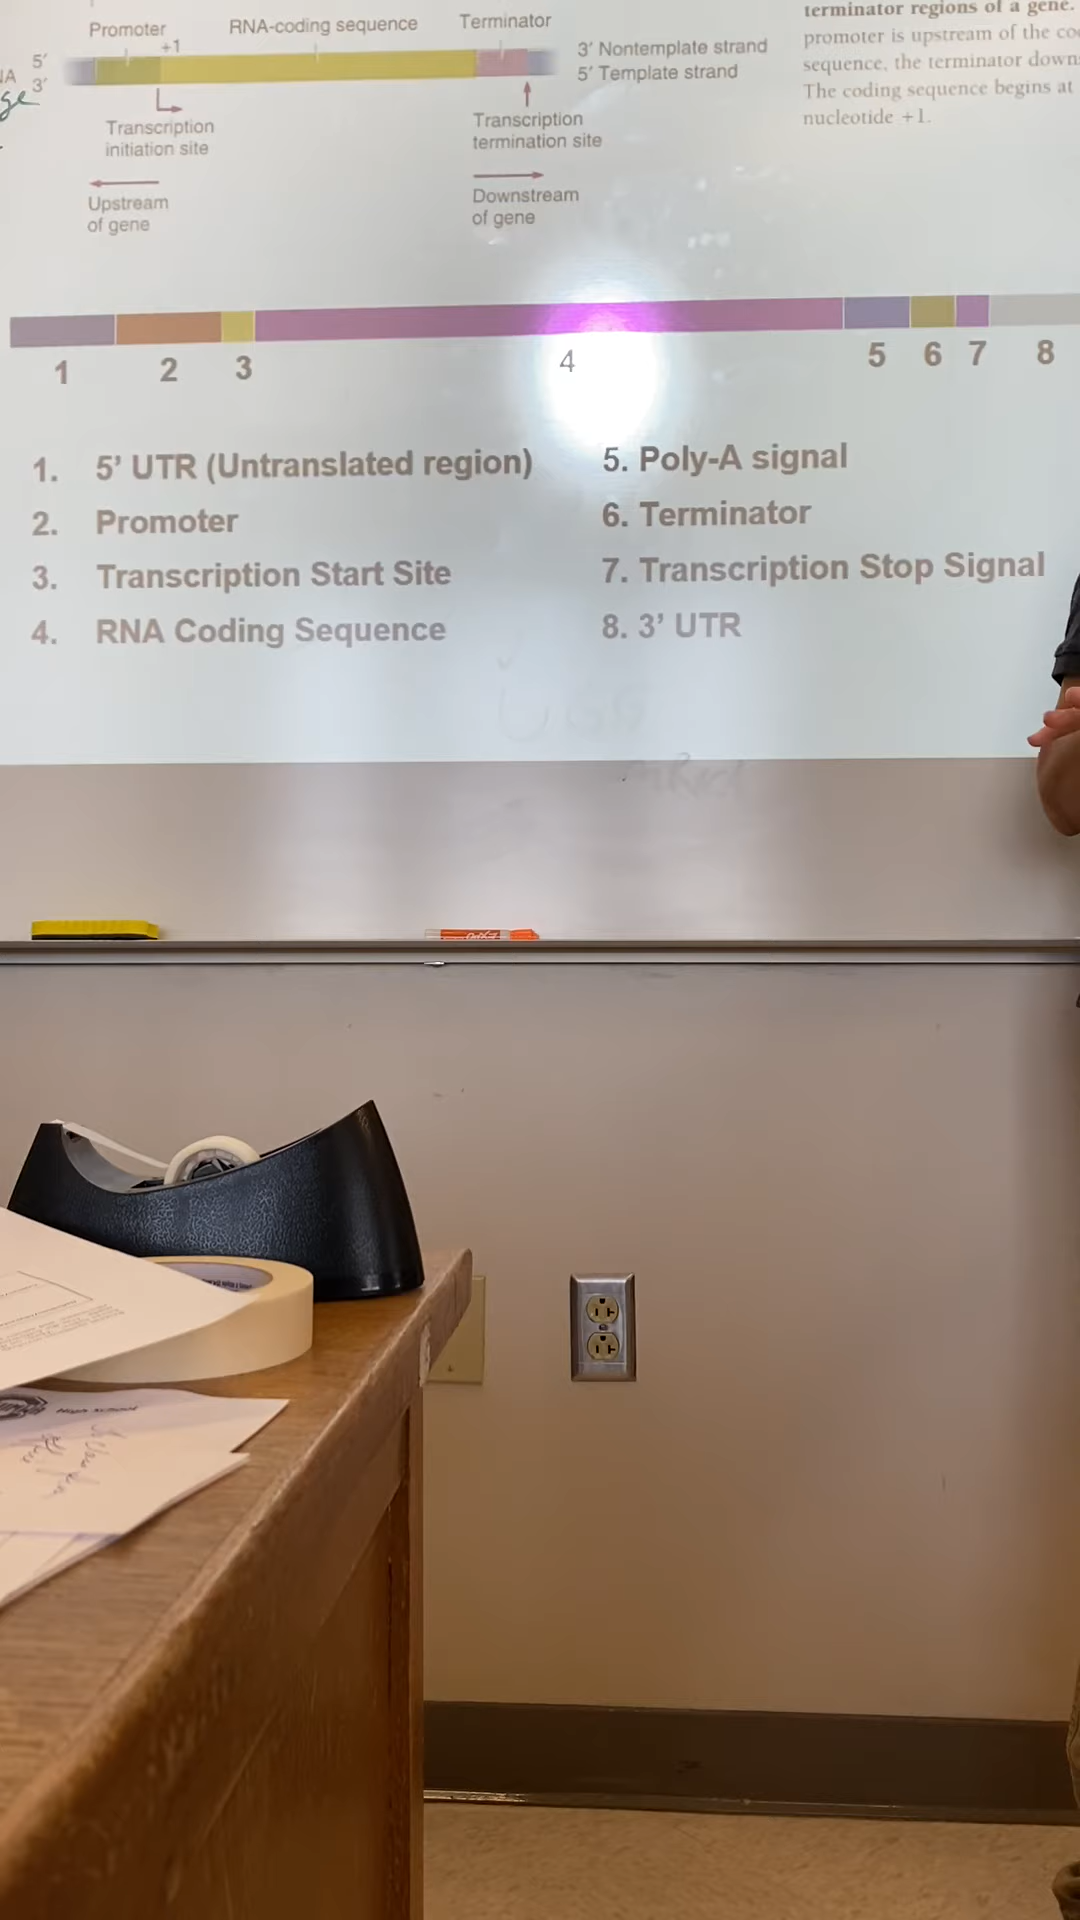 Promoter
RNA-coding sequence
Terminator
+1
5′
3′
3′ Nontemplate strand
5′ Template strand
Transcription
initiation site
Transcription
termination site
Upstream
of gene
Downstream
of gene
terminator regions of a gene.
promoter is upstream of the
sequence, the terminator
The coding sequence begins at
nucleotide +1.
1 2 3 4 5 6 7 8
1. 5’ UTR (Untranslated region)
2. Promoter
3. Transcription Start Site
4. RNA Coding Sequence
5. Poly-A signal
6. Terminator
7. Transcription Stop Signal
8. 3’ UTR
High School